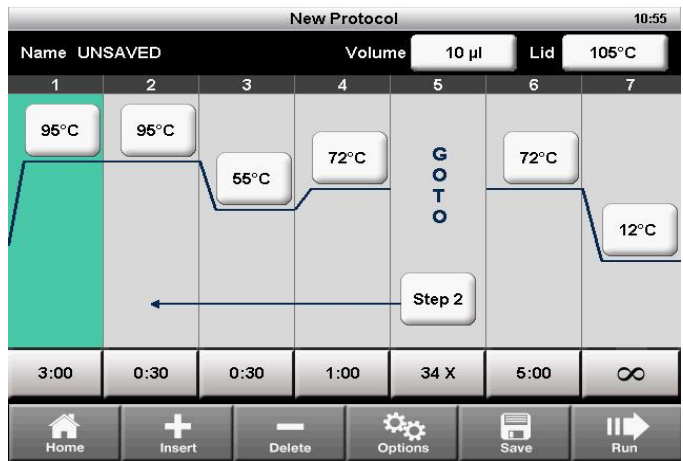 New Protocol 10:55
Name UNSAVED Volume 10 µl Lid 105°C
1 2 3 4 5 6 7
95°C 95°C 55°C 72°C GOTO 72°C 12°C
Step 2
3:00 0:30 0:30 1:00 34 X 5:00 ∞
Home Insert Delete Options Save Run